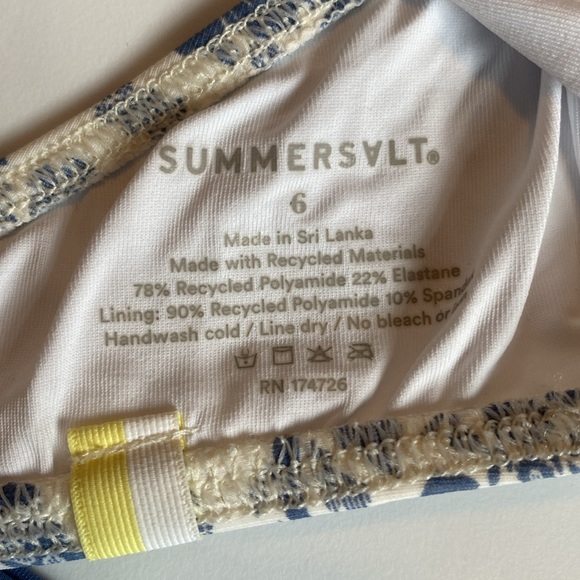 SUMMERSALT®
6
Made in Sri Lanka
Made with Recycled Materials
78% Recycled Polyamide 22% Elastane
Lining: 90% Recycled Polyamide 10%
Handwash cold / Line dry / No bleach or
RN 174726